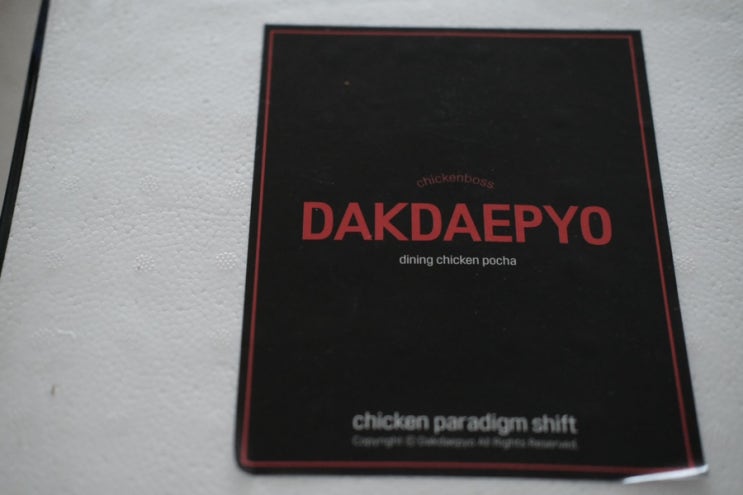 chickenboss
DAKDAEPYO
dining chicken pocha
chicken paradigm shift
Copyright ⓒ Dakdaepyo All Rights Reserved.